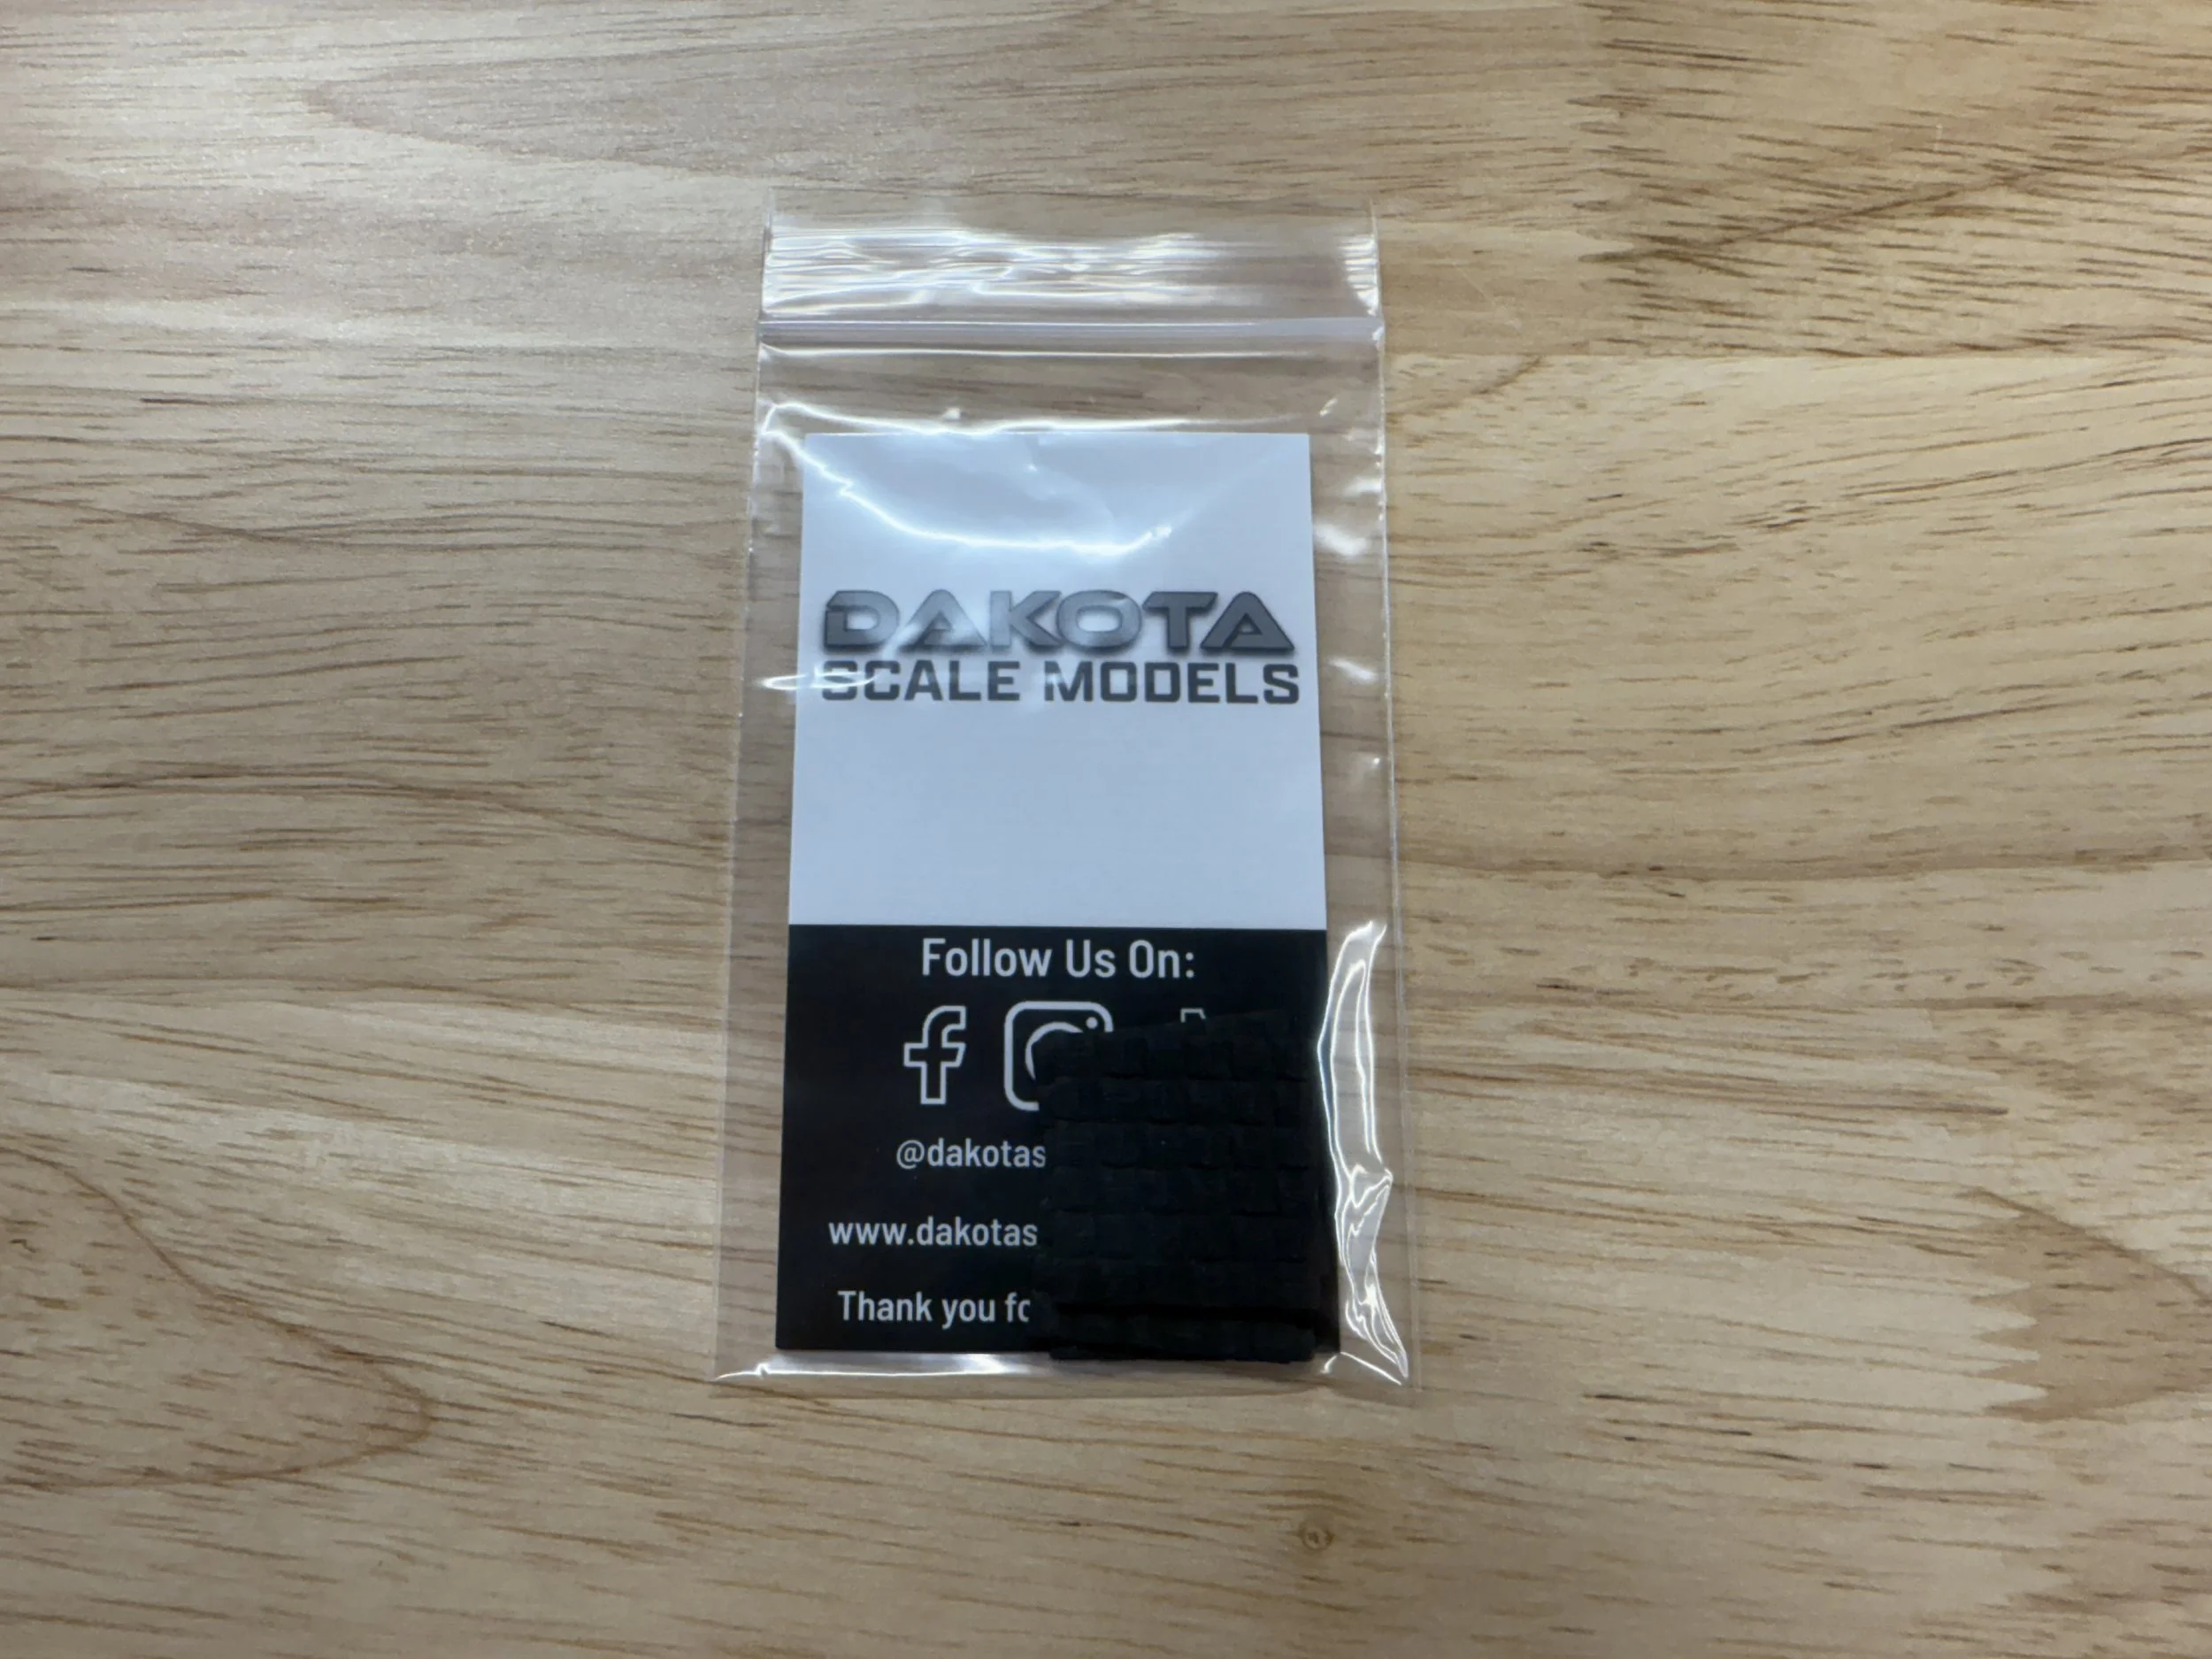 DAKOTA
SCALE MODELS
Follow Us On:
@dakotas
www.dakotas
Thank you fo